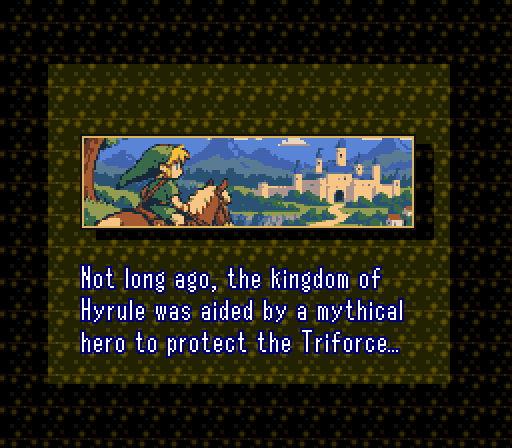 Not long ago, the kingdom of
Hyrule was aided by a mythical
hero to protect the Triforce…